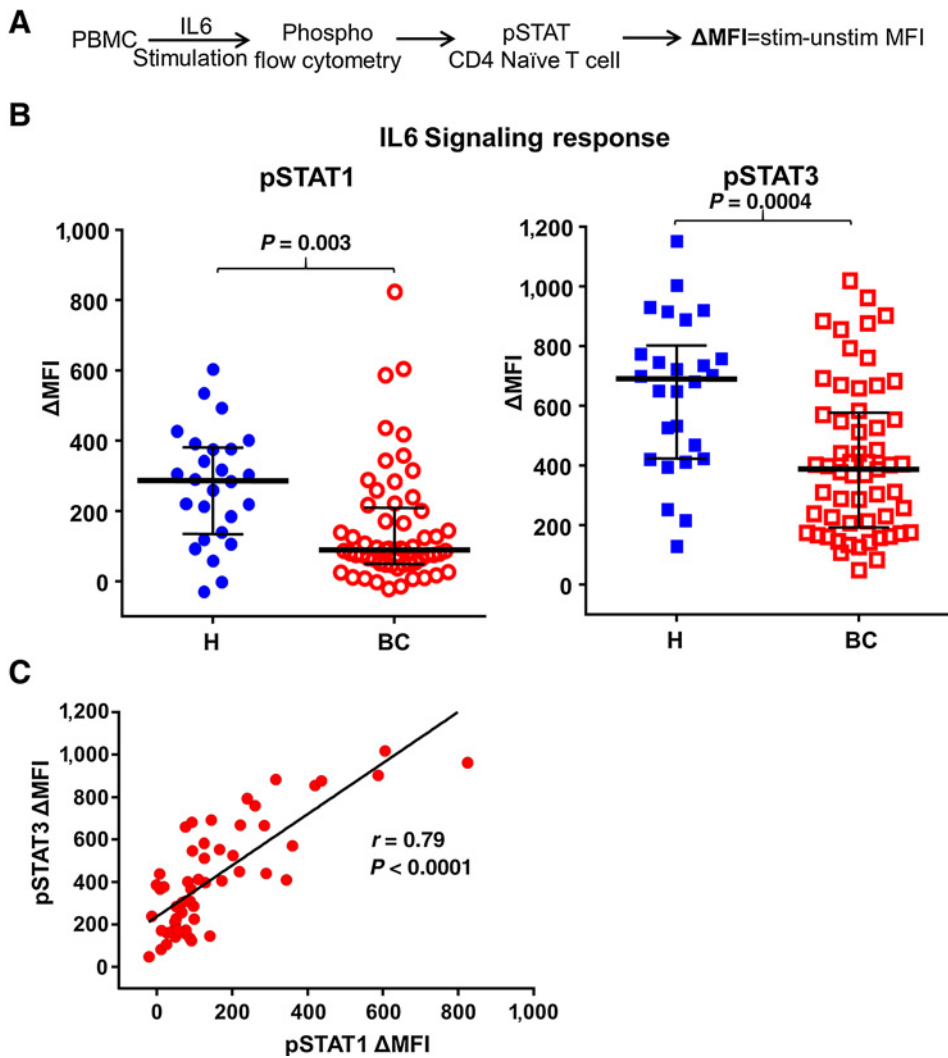 A
PBMC
IL6
Stimulation
Phospho
flow cytometry
pSTAT
CD4 Naïve T cell
ΔMFI=stim-unstim MFI
B
IL6 Signaling response
pSTAT1
P = 0.003
1,000
800
600
400
200
0
ΔMFI
H
BC
pSTAT3
P = 0.0004
1,200
1,000
800
600
400
200
0
ΔMFI
H
BC
C
1,200
1,000
800
600
400
200
0
pSTAT3 ΔMFI
r = 0.79
P < 0.0001
0
200
400
600
800
1,000
pSTAT1 ΔMFI